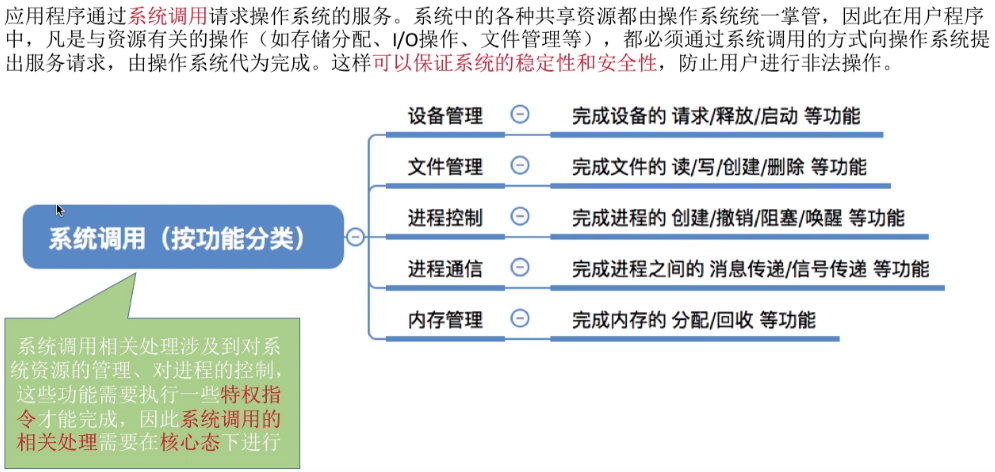 应用程序通过系统调用请求操作系统的服务。系统中的各种共享资源都由操作系统统一掌管，因此在用户程序
中，凡是与资源有关的操作（如存储分配、I/O操作、文件管理等），都必须通过系统调用的方式向操作系统提
出服务请求，由操作系统代为完成。这样可以保证系统的稳定性和安全性，防止用户进行非法操作。
设备管理 完成设备的 请求/释放/启动 等功能
文件管理 完成文件的 读/写/创建/删除 等功能
进程控制 完成进程的 创建/撤销/阻塞/唤醒 等功能
系统调用（按功能分类）
进程通信 完成进程之间的 消息传递/信号传递 等功能
内存管理 完成内存的 分配/回收 等功能
系统调用相关处理涉及到对系
统资源的管理、对进程的控制，
这些功能需要执行一些特权指
令才能完成，因此系统调用的
相关处理需要在核心态下进行